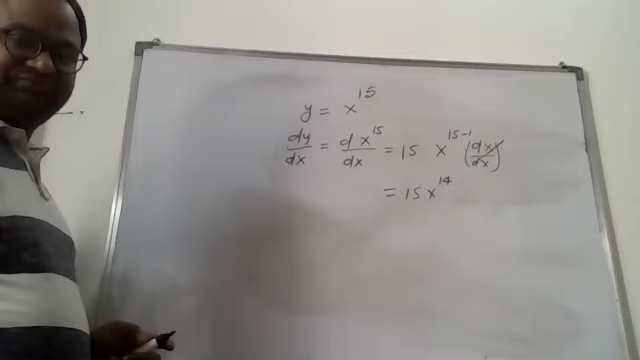 y = x^15
dy/dx = d x^15/dx = 15 x^15-1 (dx/dx)
= 15 x^14